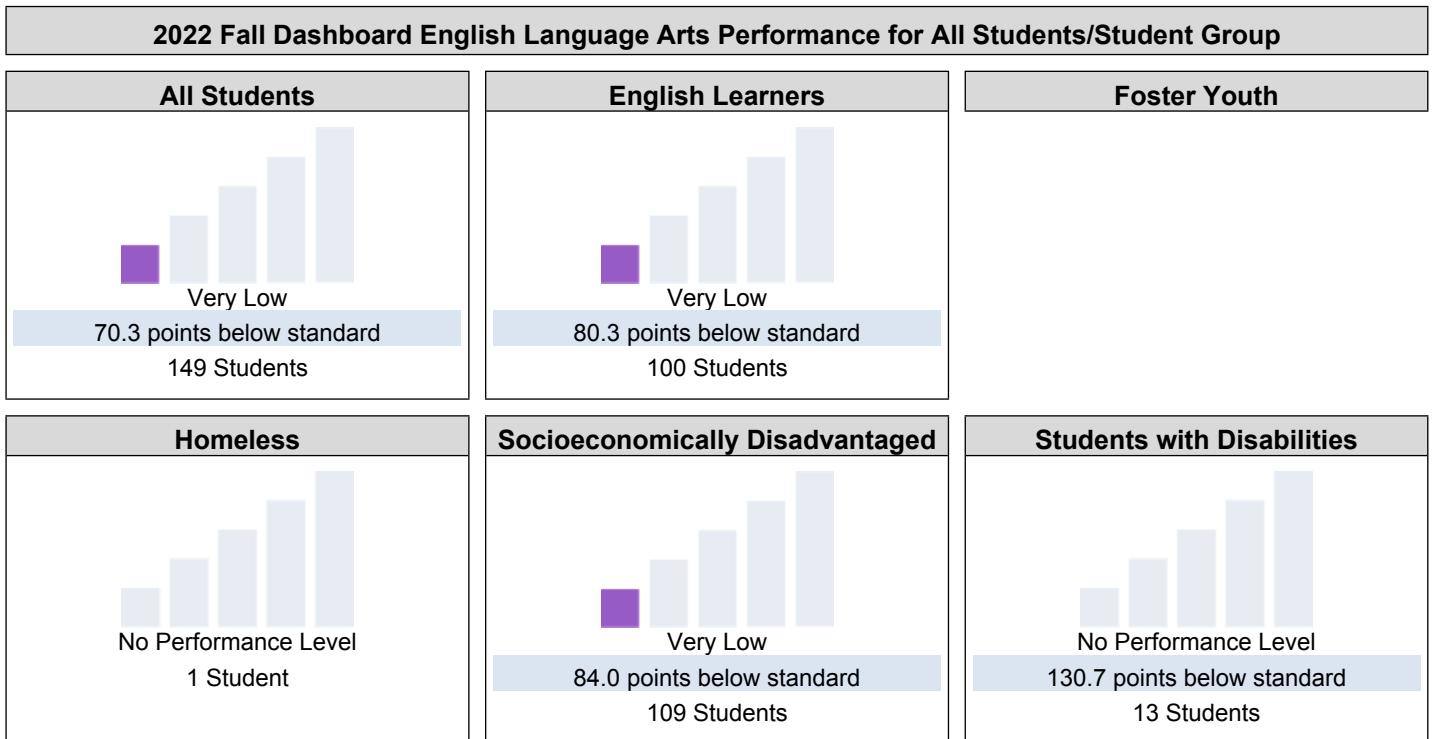 2022 Fall Dashboard English Language Arts Performance for All Students/Student Group
All Students
Very Low
70.3 points below standard
149 Students
English Learners
Very Low
80.3 points below standard
100 Students
Foster Youth
Homeless
No Performance Level
1 Student
Socioeconomically Disadvantaged
Very Low
84.0 points below standard
109 Students
Students with Disabilities
No Performance Level
130.7 points below standard
13 Students